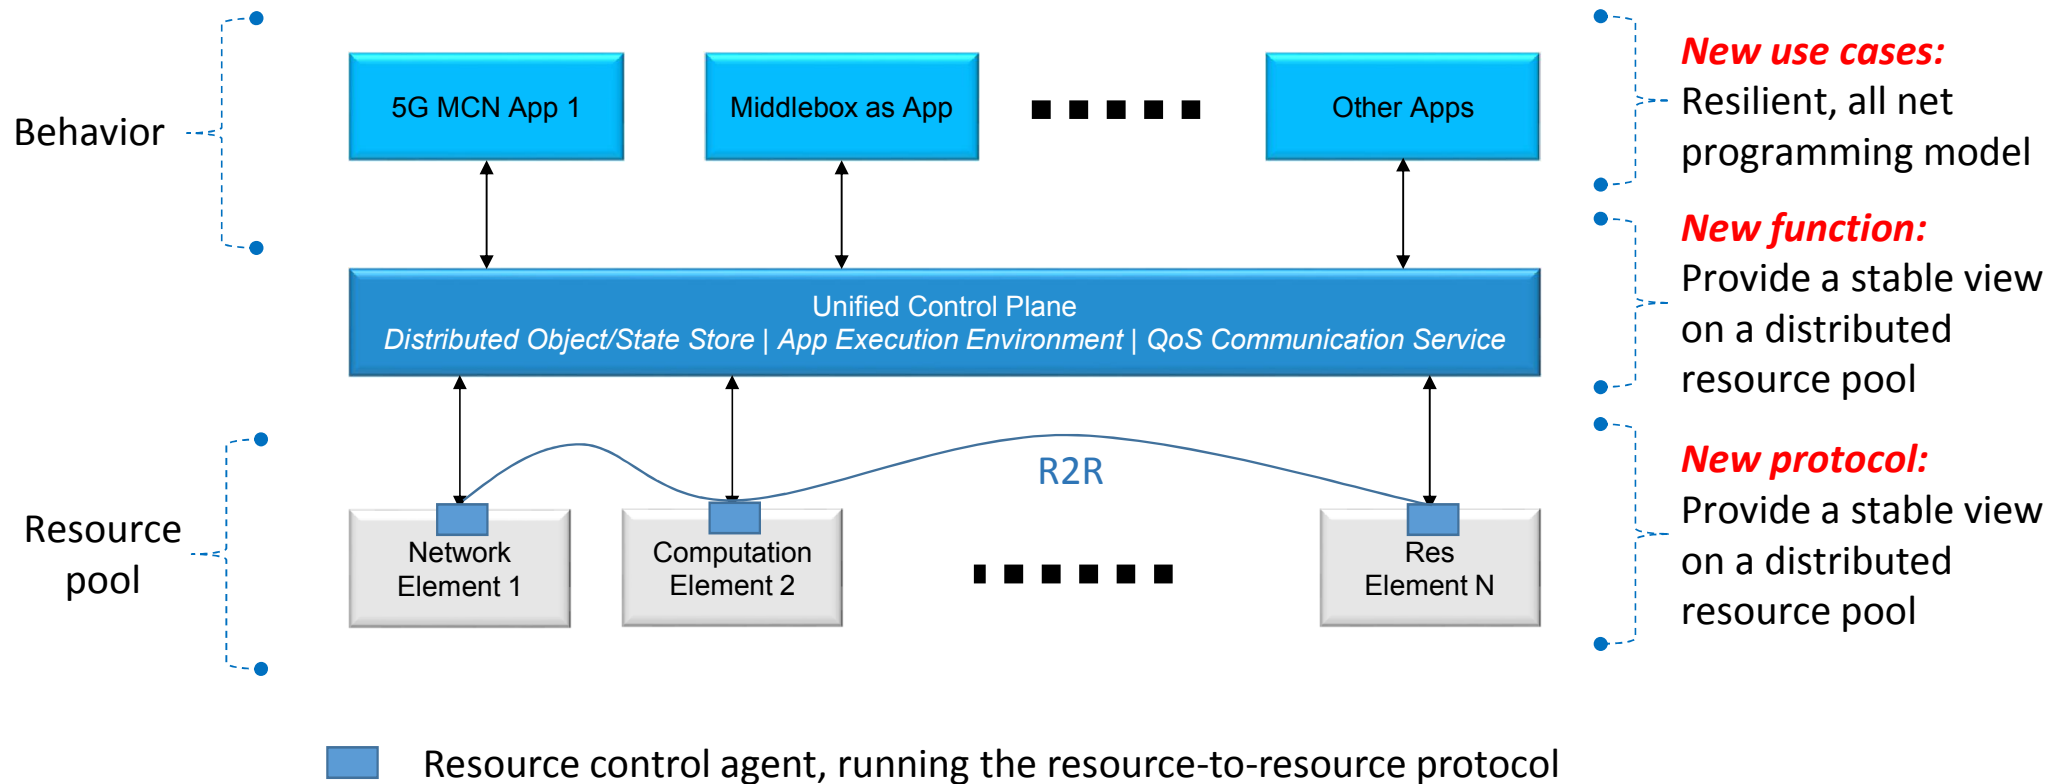 Behavior
5G MCN App 1
Middlebox as App
Other Apps
New use cases:
Resilient, all net
programming model
Unified Control Plane
Distributed Object/State Store | App Execution Environment | QoS Communication Service
New function:
Provide a stable view
on a distributed
resource pool
Resource
pool
R2R
Network
Element 1
Computation
Element 2
Res
Element N
New protocol:
Provide a stable view
on a distributed
resource pool
Resource control agent, running the resource-to-resource protocol